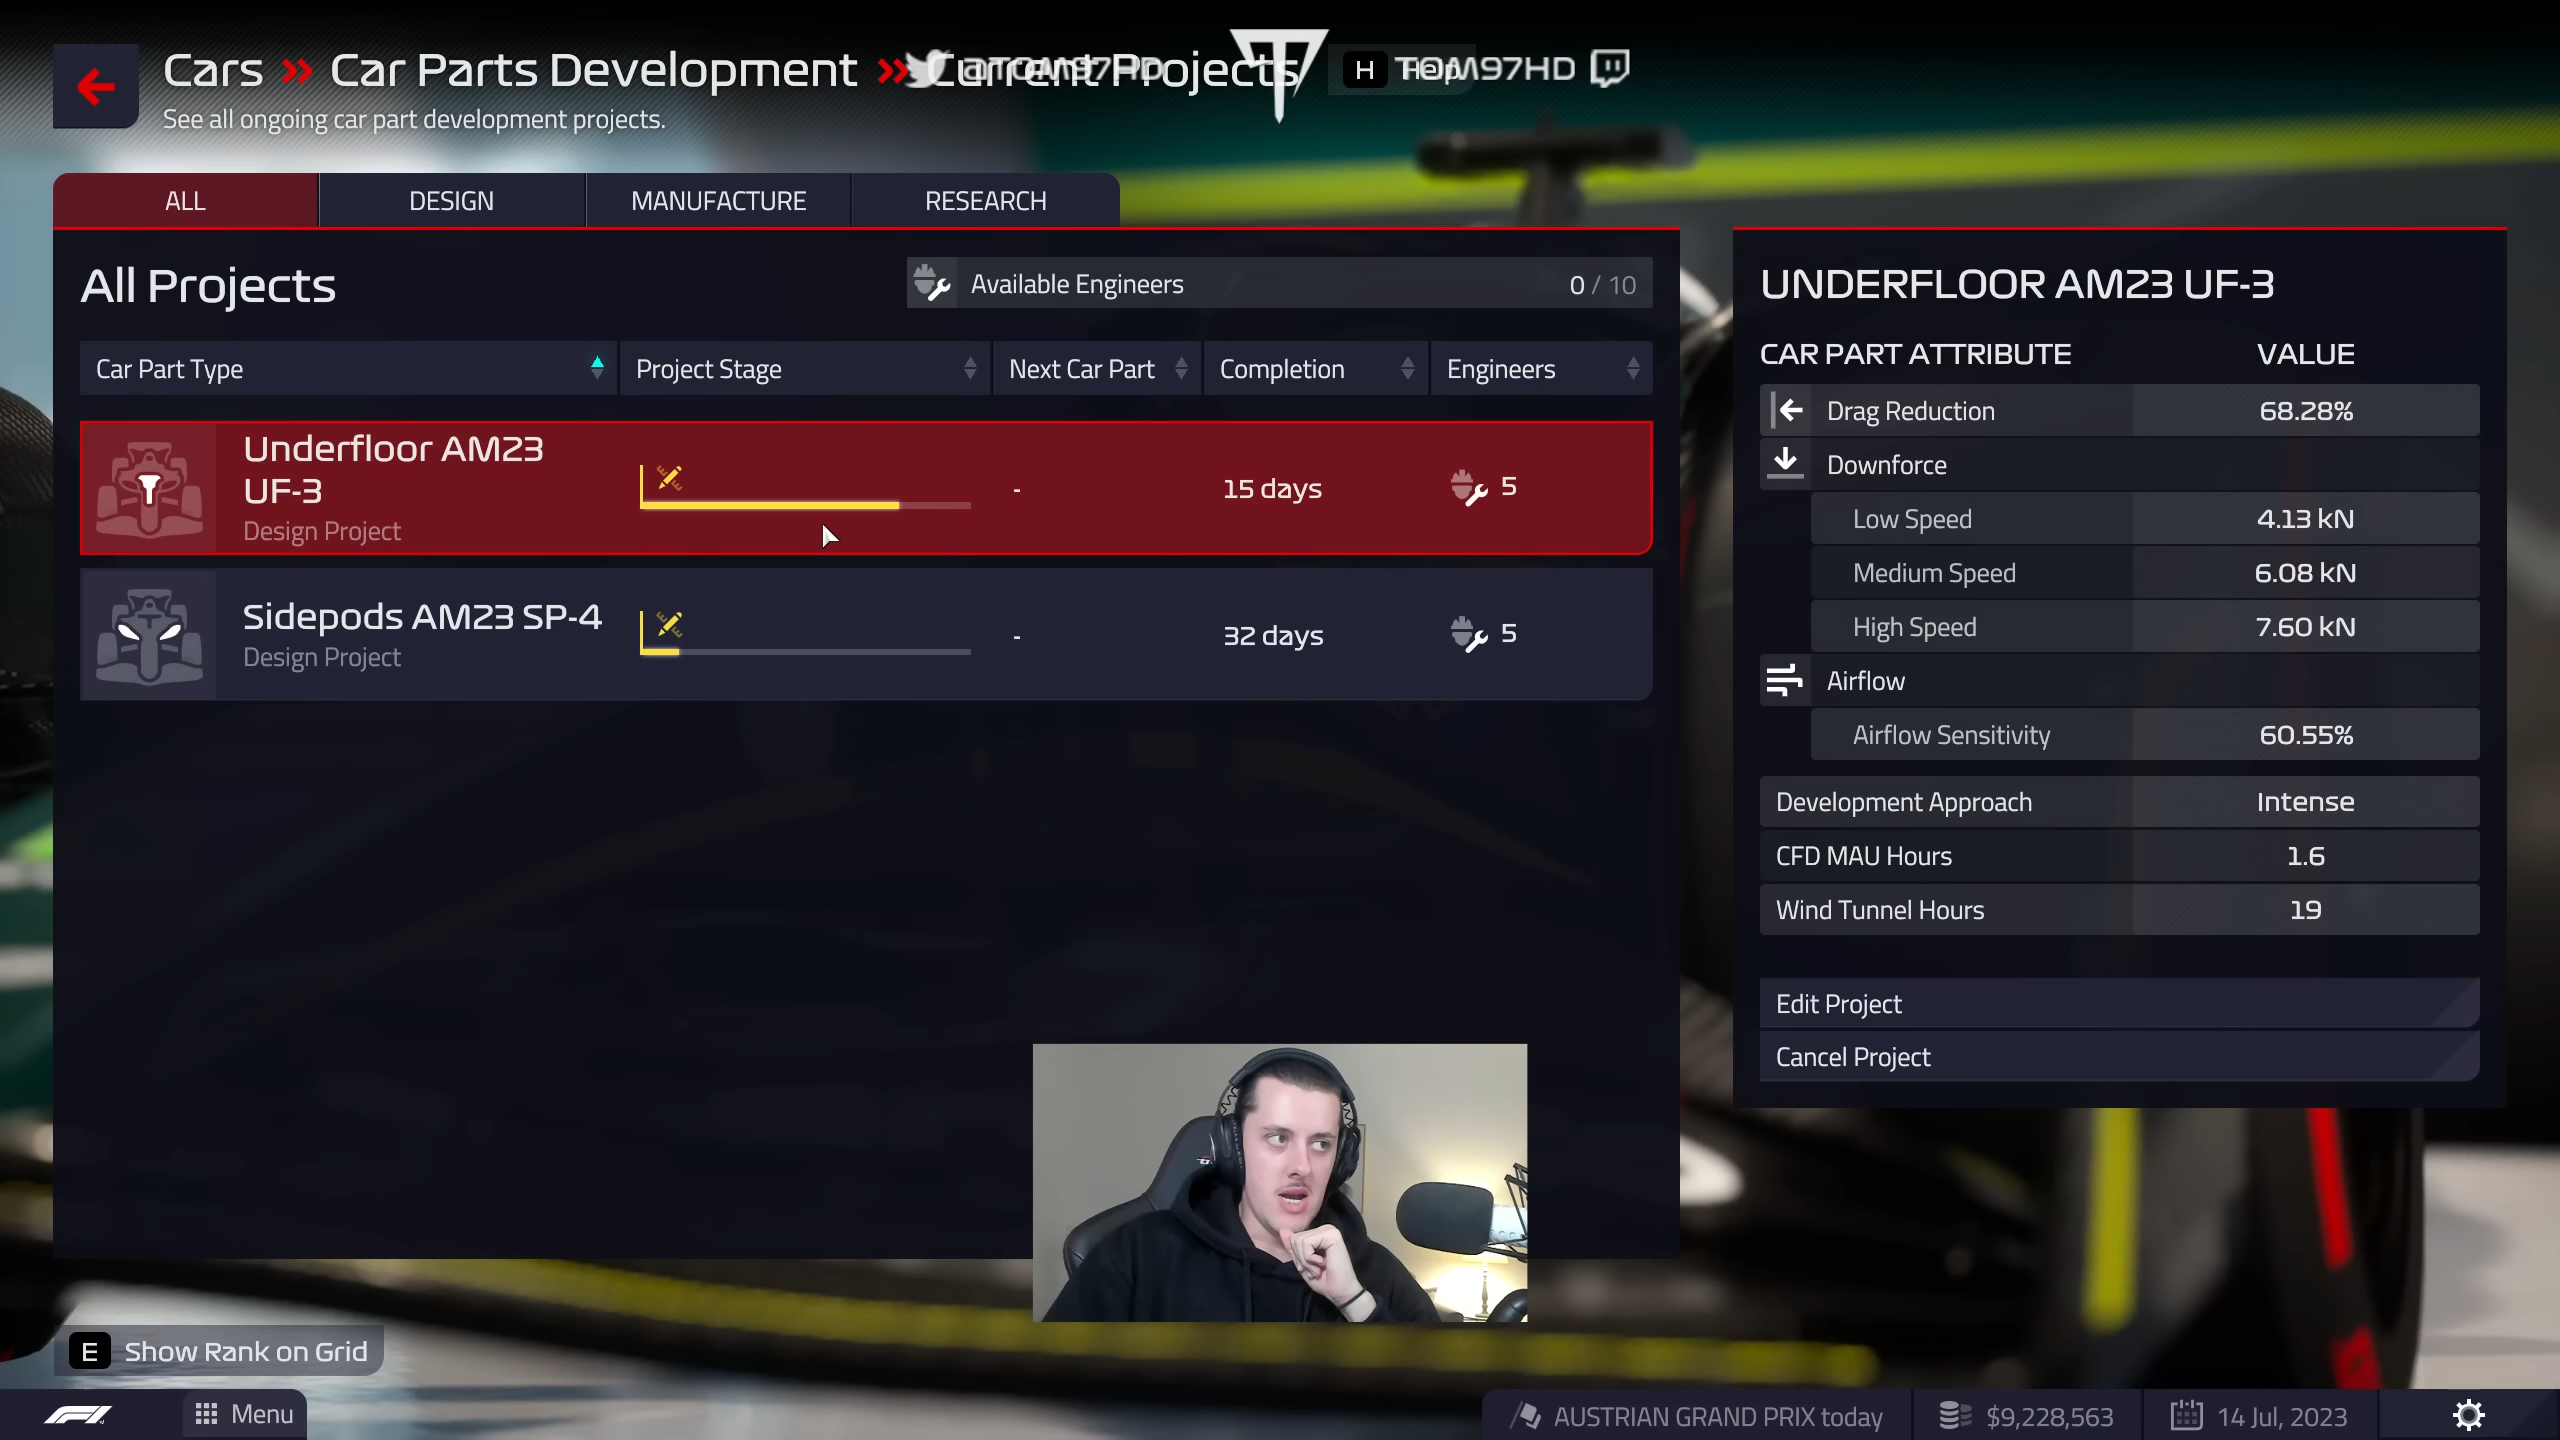 Cars » Car Parts Development » Current Projects
@TOM97HD
H Help
TOM97HD
See all ongoing car part development projects.
ALL
DESIGN
MANUFACTURE
RESEARCH
All Projects
Available Engineers
0 / 10
Car Part Type
Project Stage
Next Car Part
Completion
Engineers
Underfloor AM23
UF-3
Design Project
-
15 days
5
Sidepods AM23 SP-4
Design Project
-
32 days
5
UNDERFLOOR AM23 UF-3
CAR PART ATTRIBUTE
VALUE
Drag Reduction
68.28%
Downforce
Low Speed
4.13 kN
Medium Speed
6.08 kN
High Speed
7.60 kN
Airflow
Airflow Sensitivity
60.55%
Development Approach
Intense
CFD MAU Hours
1.6
Wind Tunnel Hours
19
Edit Project
Cancel Project
E Show Rank on Grid
Menu
AUSTRIAN GRAND PRIX today
$9,228,563
14 Jul, 2023